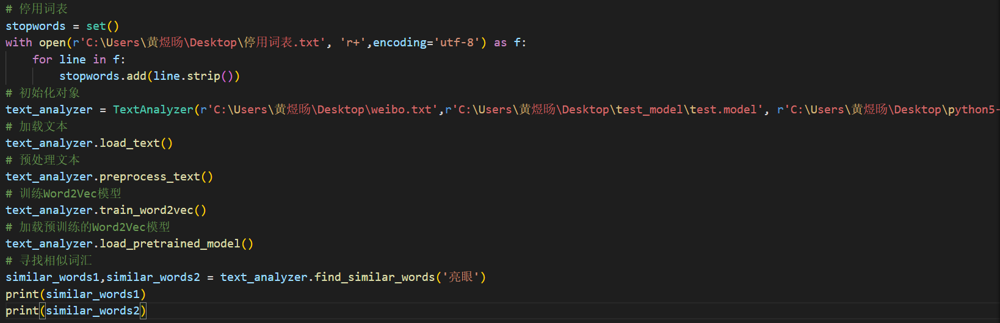 # 停用词表
stopwords = set()
with open(r'C:\Users\黄煜旸\Desktop\停用词表.txt', 'r+',encoding='utf-8') as f:
    for line in f:
        stopwords.add(line.strip())
# 初始化对象
text_analyzer = TextAnalyzer(r'C:\Users\黄煜旸\Desktop\weibo.txt',r'C:\Users\黄煜旸\Desktop\test_model\test.model', r'C:\Users\黄煜旸\Desktop\python5-
# 加载文本
text_analyzer.load_text()
# 预处理文本
text_analyzer.preprocess_text()
# 训练Word2Vec模型
text_analyzer.train_word2vec()
# 加载预训练的Word2Vec模型
text_analyzer.load_pretrained_model()
# 寻找相似词汇
similar_words1,similar_words2 = text_analyzer.find_similar_words('亮眼')
print(similar_words1)
print(similar_words2)